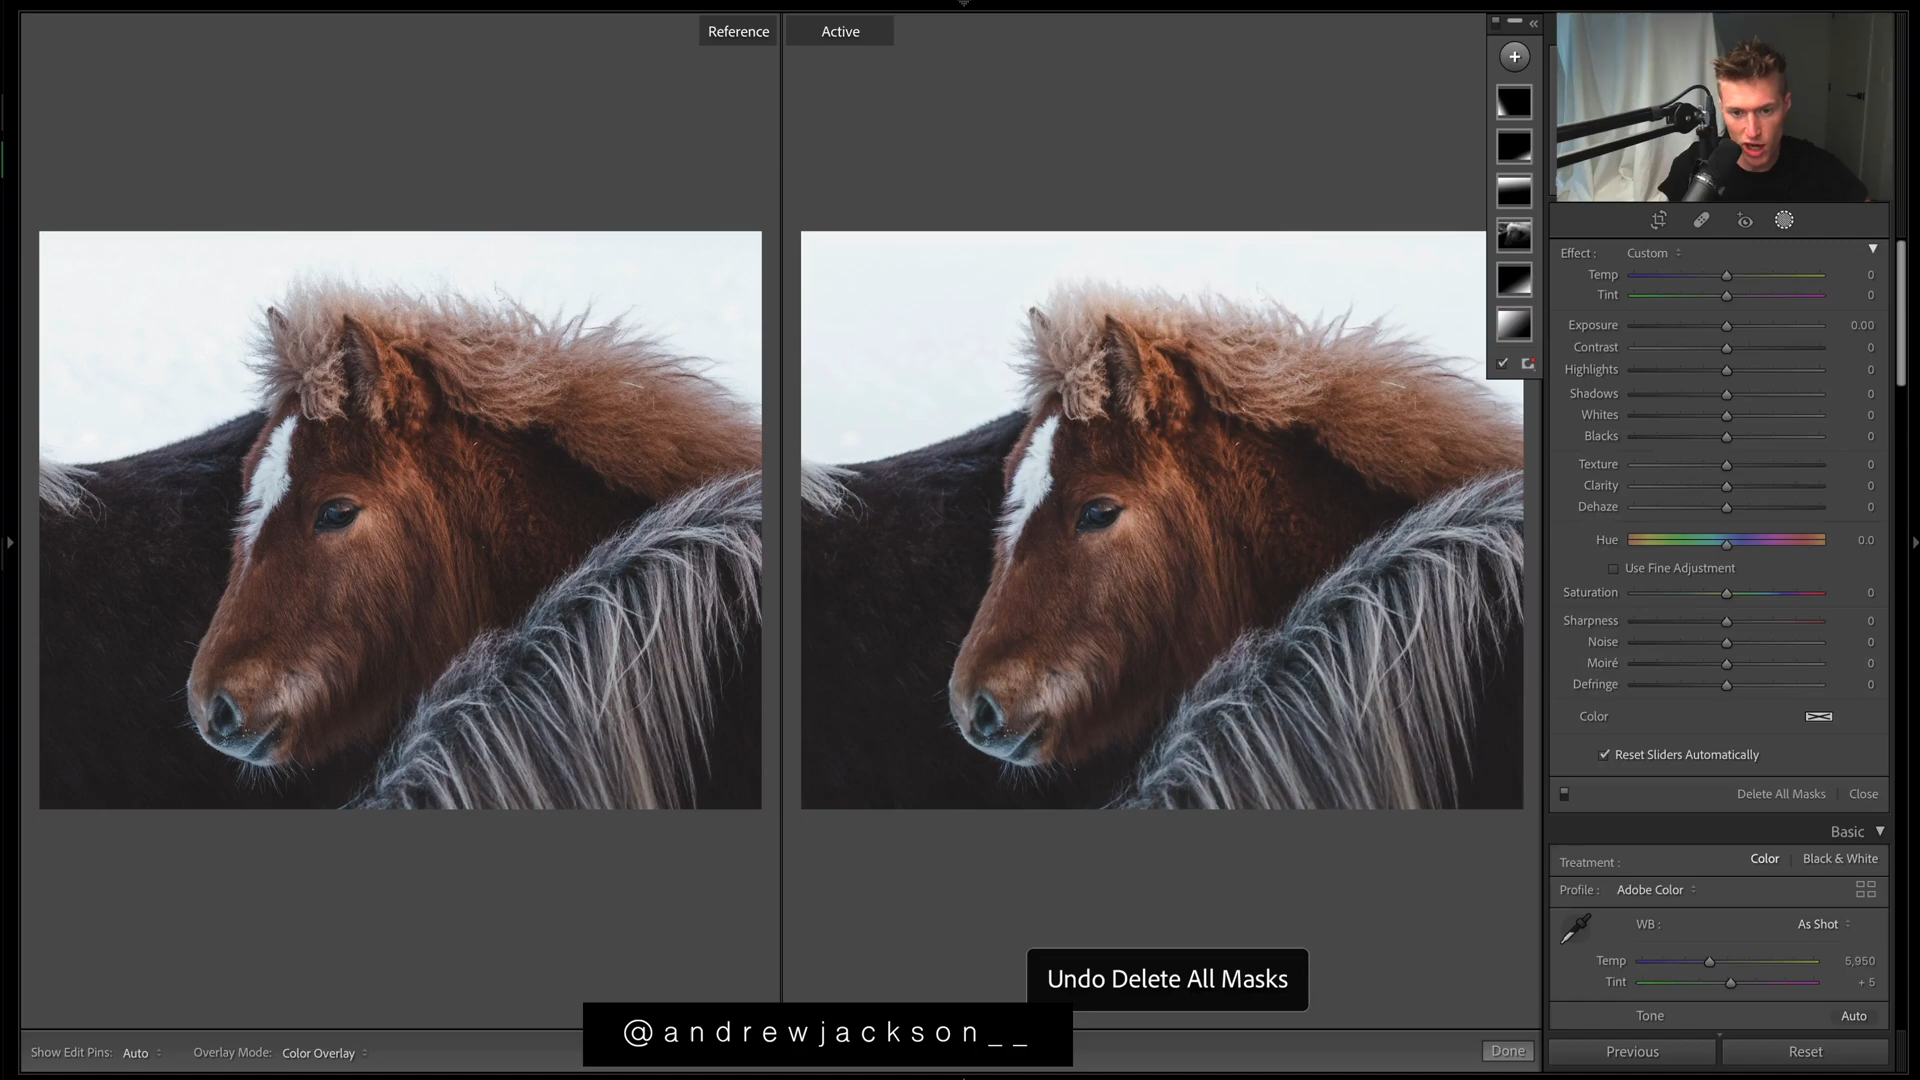 Reference
Active
Effect : Custom
Temp 0
Tint 0
Exposure 0.00
Contrast 0
Highlights 0
Shadows 0
Whites 0
Blacks 0
Texture 0
Clarity 0
Dehaze 0
Hue 0.0
Use Fine Adjustment
Saturation 0
Sharpness 0
Noise 0
Moiré 0
Defringe 0
Color
Reset Sliders Automatically
Delete All Masks | Close
Basic
Treatment : Color | Black & White
Profile : Adobe Color
WB : As Shot
Temp 5,950
Tint + 5
Tone Auto
Previous Reset
Undo Delete All Masks
@andrewjackson__
Show Edit Pins: Auto Overlay Mode: Color Overlay Done